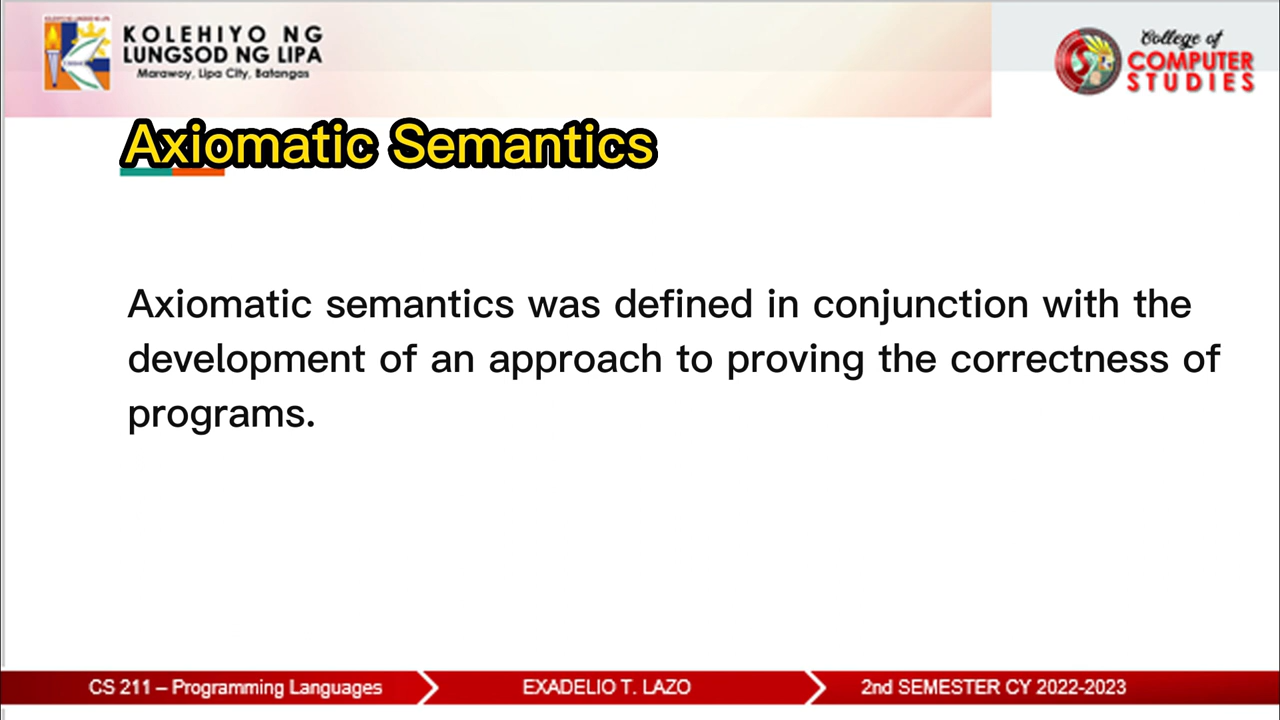 KOLEHIYO NG
LUNGSOD NG LIPA
Marawoy, Lipa City, Batangas
College of
COMPUTER
STUDIES
Axiomatic Semantics
Axiomatic semantics was defined in conjunction with the
development of an approach to proving the correctness of
programs.
CS 211 – Programming Languages
EXADELIO T. LAZO
2nd SEMESTER CY 2022-2023